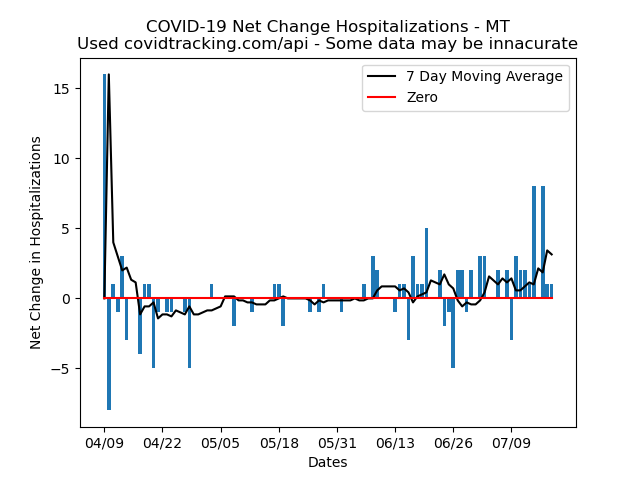 COVID-19 Net Change Hospitalizations - MT
Used covidtracking.com/api - Some data may be innacurate
7 Day Moving Average
Zero
Net Change in Hospitalizations
15
10
5
0
−5
04/09 04/22 05/05 05/18 05/31 06/13 06/26 07/09
Dates